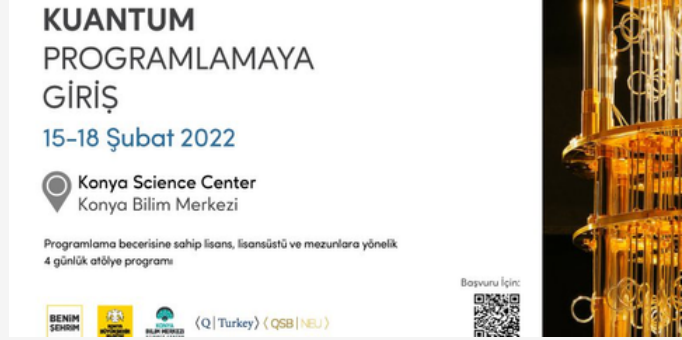 KUANTUM
PROGRAMLAMAYA
GİRİŞ
15-18 Şubat 2022
Konya Science Center
Konya Bilim Merkezi
Programlama becerisine sahip lisans, lisansüstü ve mezunlara yönelik
4 günlük atölye programı
Başvuru İçin:
BENİM
ŞEHRİM
KONYA
BİLİM MERKEZİ
⟨Q|Turkey⟩ ⟨QSB|NEU⟩